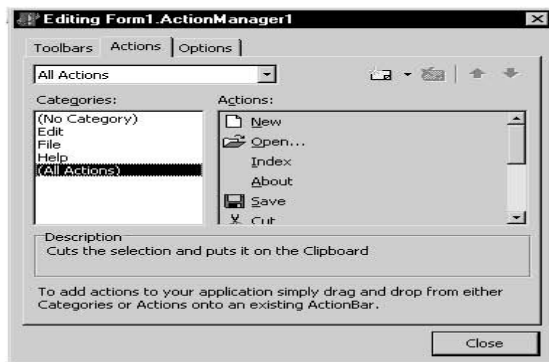 Editing Form1.ActionManager1
Toolbars Actions Options
All Actions
Categories: Actions:
(No Category)
Edit
File
Help
(All Actions)
New
Open...
Index
About
Save
Cut
Description
Cuts the selection and puts it on the Clipboard
To add actions to your application simply drag and drop from either
Categories or Actions onto an existing ActionBar.
Close